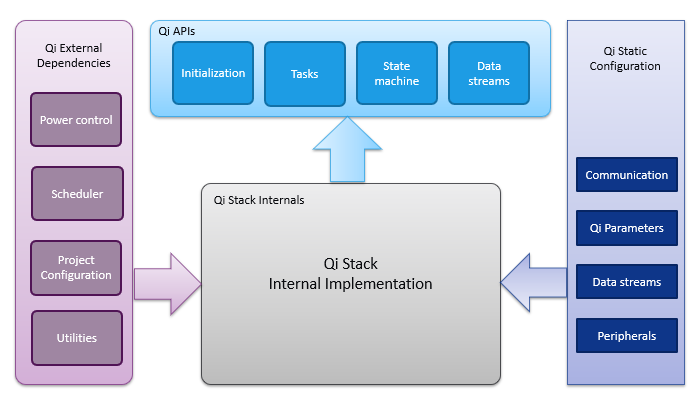 Qi External
Dependencies
Power control
Scheduler
Project
Configuration
Utilities
Qi APIs
Initialization
Tasks
State
machine
Data
streams
Qi Stack Internals
Qi Stack
Internal Implementation
Qi Static
Configuration
Communication
Qi Parameters
Data streams
Peripherals